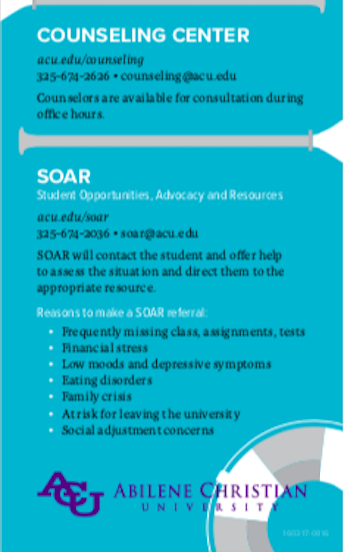 COUNSELING CENTER
acu.edu/counseling
325-674-2626 • counseling@acu.edu
Counselors are available for consultation during
office hours.
SOAR
Student Opportunities, Advocacy and Resources
acu.edu/soar
325-674-2036 • soar@acu.edu
SOAR will contact the student and offer help
to assess the situation and direct them to the
appropriate resource.
Reasons to make a SOAR referral:
• Frequently missing class, assignments, tests
• Financial stress
• Low moods and depressive symptoms
• Eating disorders
• Family crisis
• At risk for leaving the university
• Social adjustment concerns
ACU ABILENE CHRISTIAN
UNIVERSITY